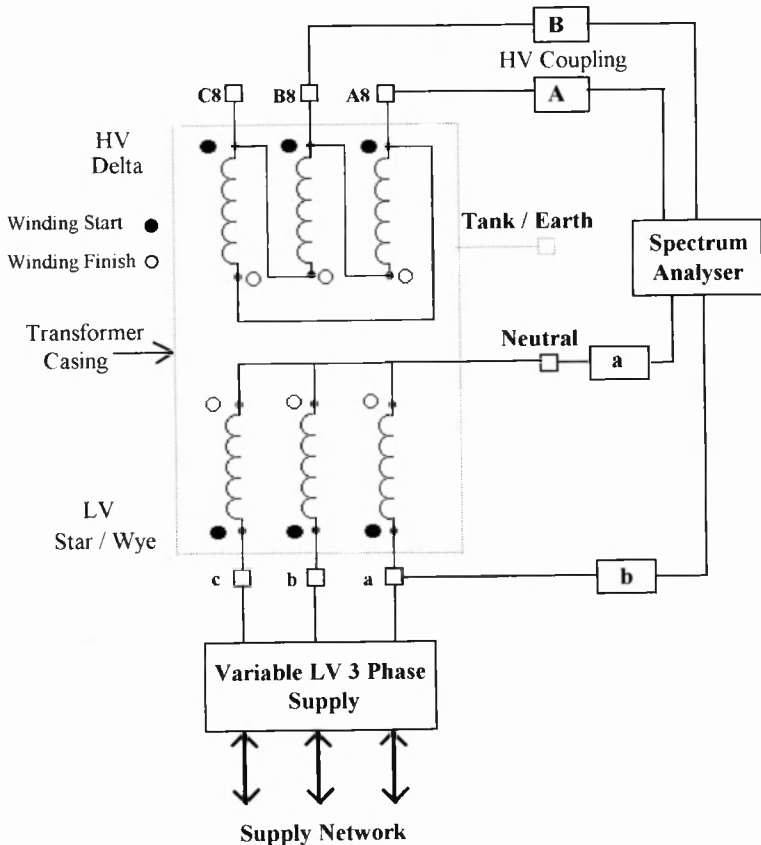 B
HV Coupling
C8
B8
A8
A
HV
Delta
Winding Start
Winding Finish
Tank / Earth
Spectrum
Analyser
Transformer
Casing
Neutral
a
LV
Star / Wye
c
b
a
b
Variable LV 3 Phase
Supply
Supply Network